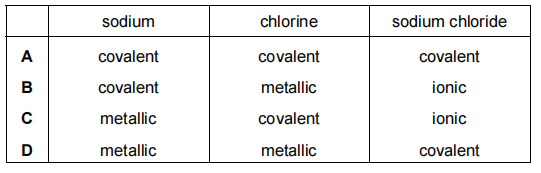 sodium chlorine sodium chloride
A covalent covalent covalent
B covalent metallic ionic
C metallic covalent ionic
D metallic metallic covalent